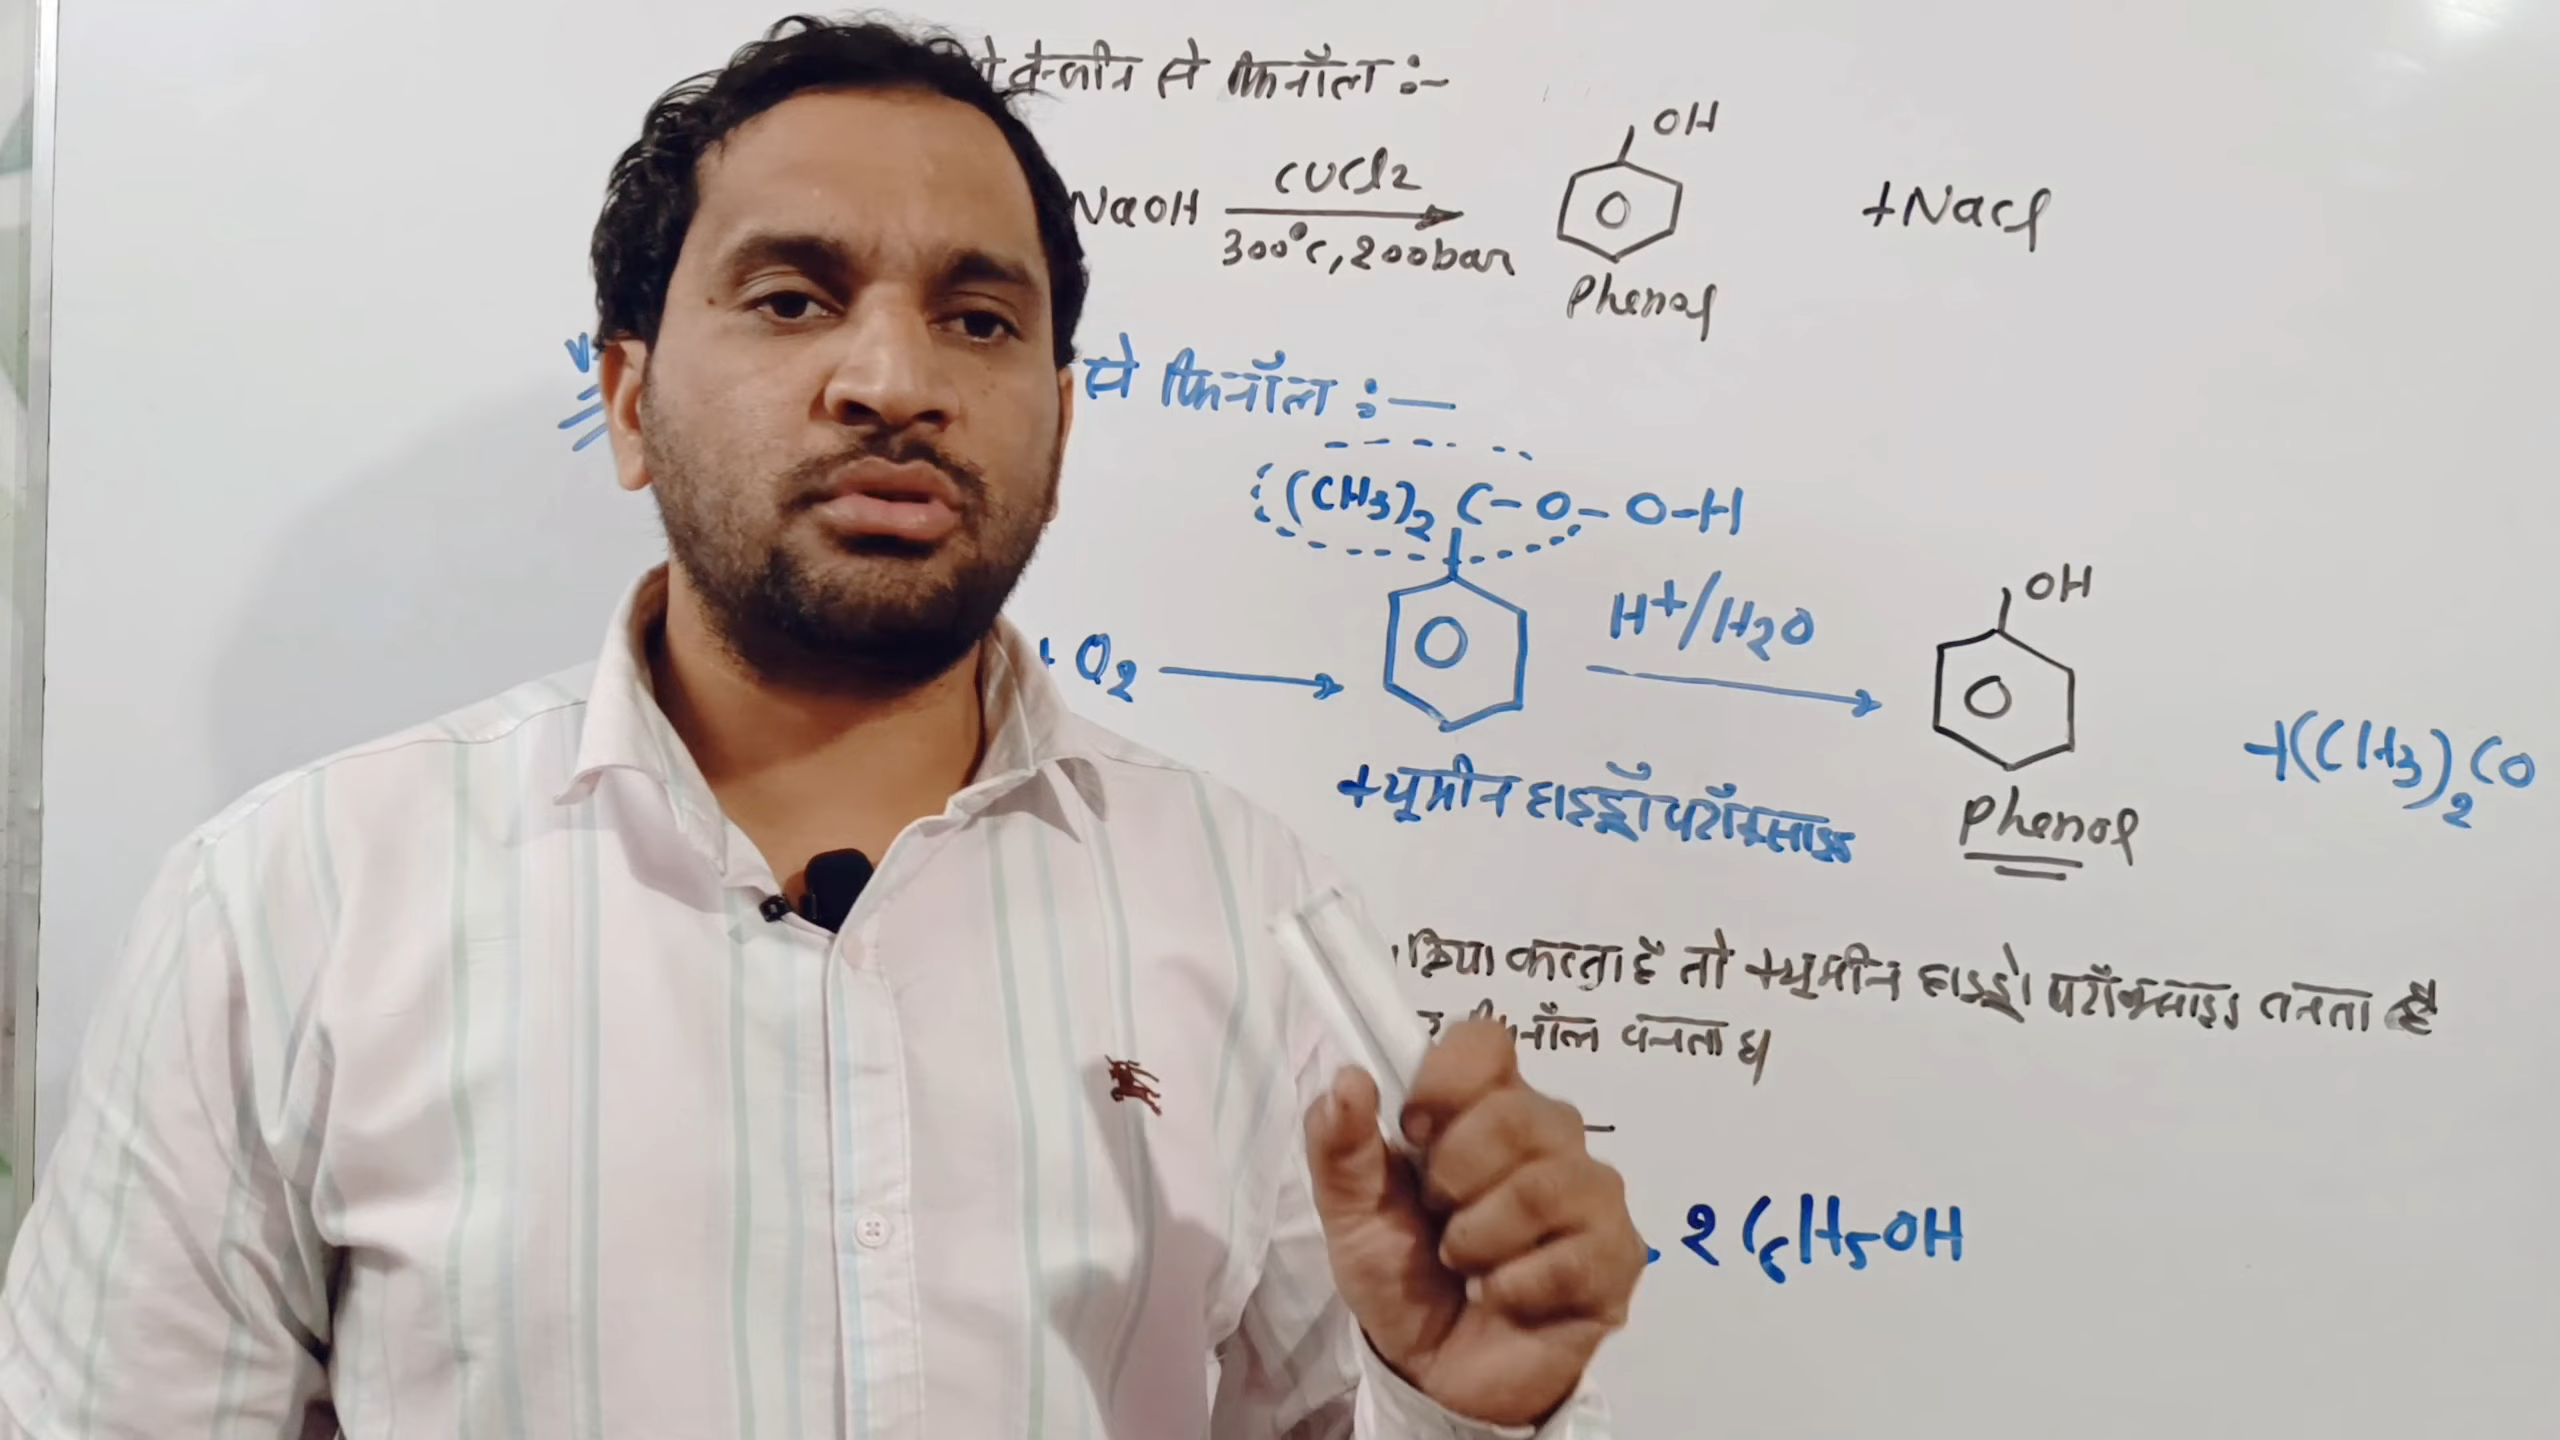 बेन्जीन से फिनॉल :-
OH
NaOH CUCl2 300°C, 200bar +NaCl
Phenol
से फिनॉल :—
(CH3)2 C-O-O-H
+ O2 H+/H2O OH
+(CH3)2CO
क्यूमीन हाइड्रो परॉक्साइड Phenol
क्रिया करता है तो क्यूमीन हाइड्रो परॉक्साइड बनता है
फिनॉल बनता है
2 C6H5OH